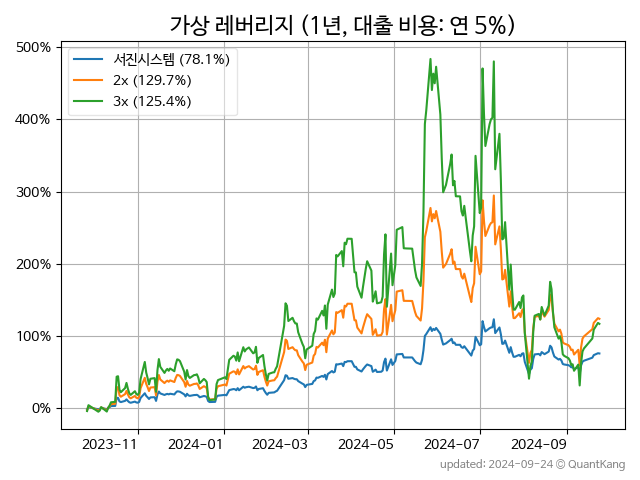 가상 레버리지 (1년, 대출 비용: 연 5%)
500%
400%
300%
200%
100%
0%
서진시스템 (78.1%)
2x (129.7%)
3x (125.4%)
2023-11
2024-01
2024-03
2024-05
2024-07
2024-09
updated: 2024-09-24 © QuantKang